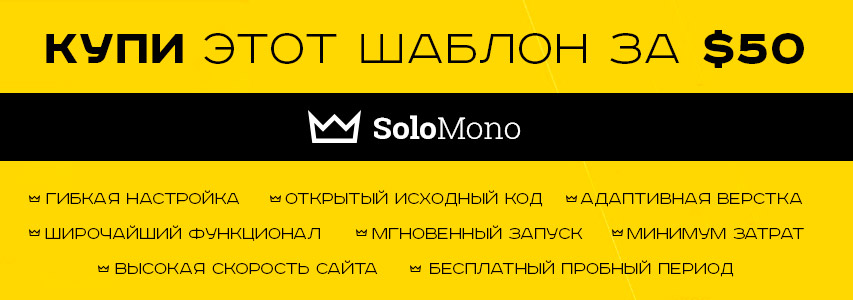 КУПИ ЭТОТ ШАБЛОН ЗА $50
SoloMono
ГИБКАЯ НАСТРОЙКА ОТКРЫТЫЙ ИСХОДНЫЙ КОД АДАПТИВНАЯ ВЕРСТКА
ШИРОЧАЙШИЙ ФУНКЦИОНАЛ МГНОВЕННЫЙ ЗАПУСК МИНИМУМ ЗАТРАТ
ВЫСОКАЯ СКОРОСТЬ САЙТА БЕСПЛАТНЫЙ ПРОБНЫЙ ПЕРИОД